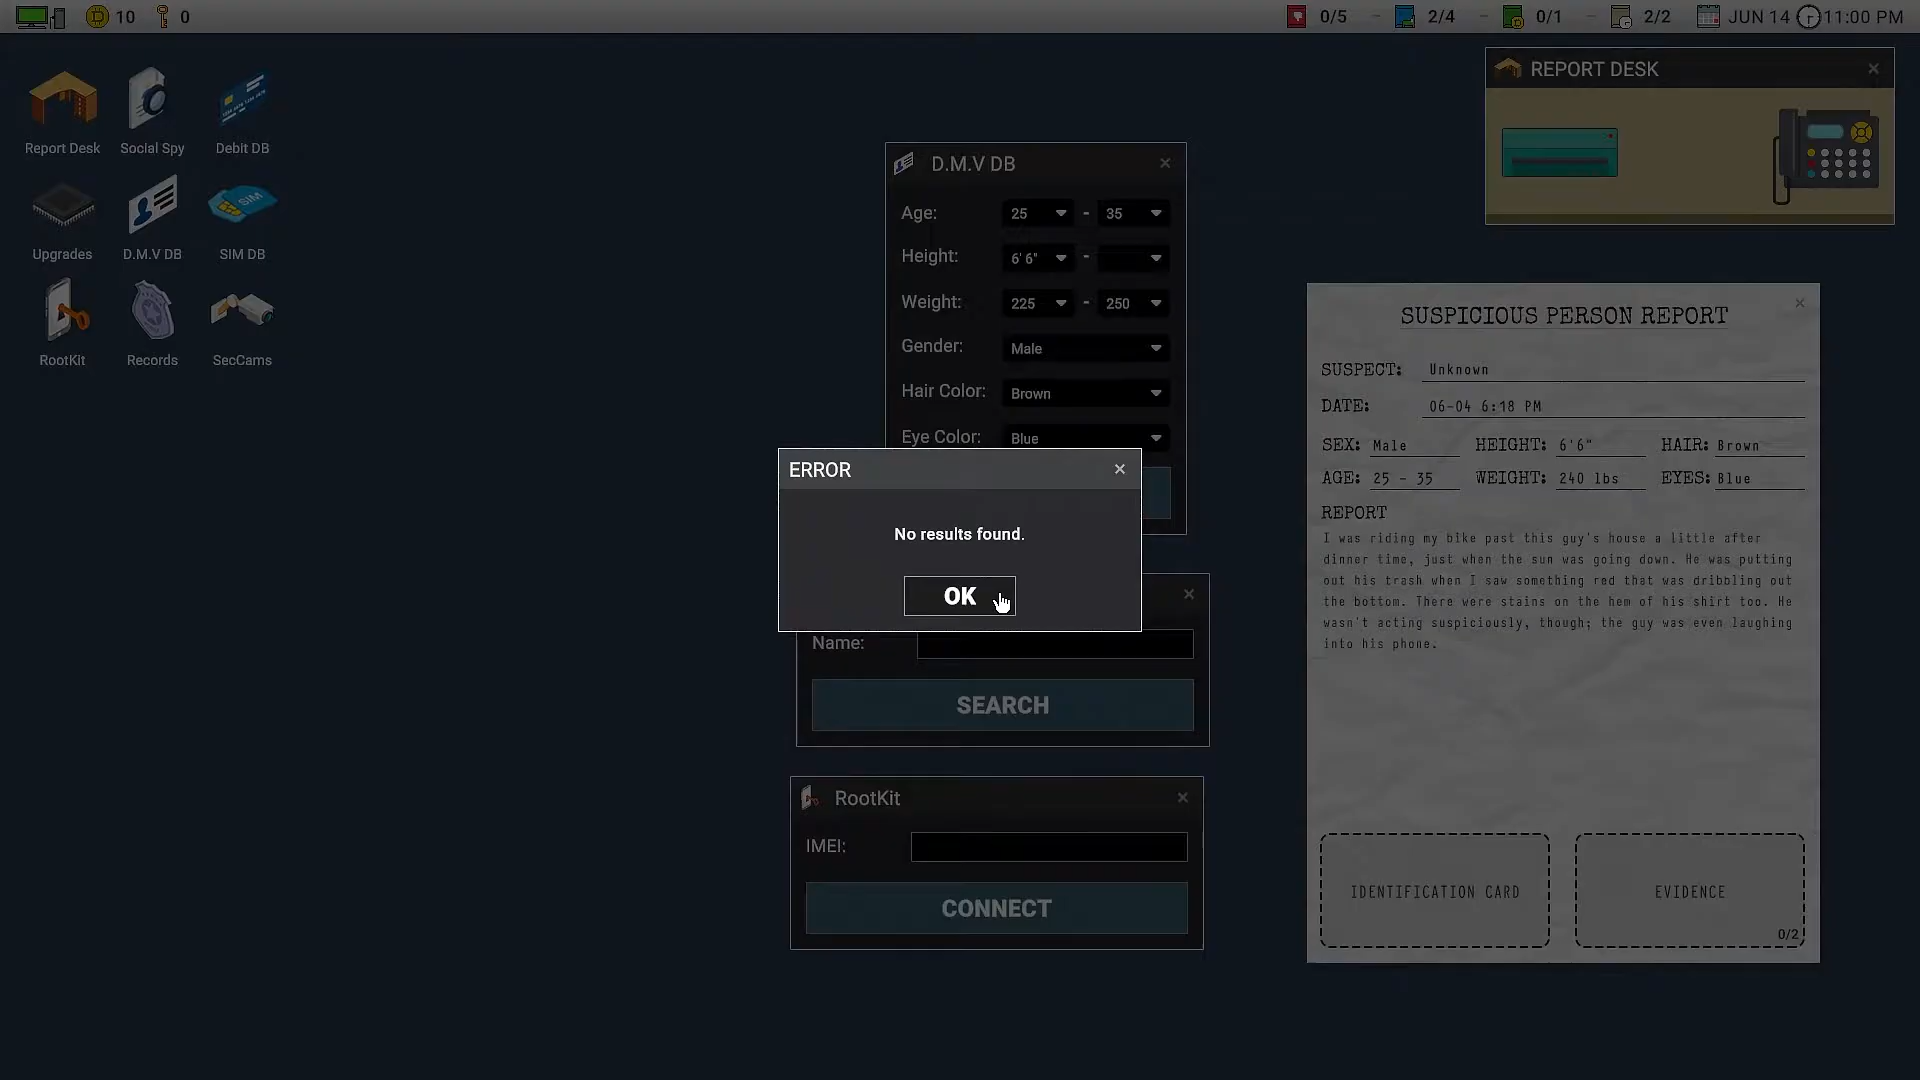 10
0
0/5
2/4
0/1
2/2
JUN 14
11:00 PM
Report Desk
Social Spy
Debit DB
Upgrades
D.M.V DB
SIM
SIM DB
RootKit
Records
SecCams
REPORT DESK
D.M.V DB
Age: 25 - 35
Height: 6' 6" -
Weight: 225 - 250
Gender: Male
Hair Color: Brown
Eye Color: Blue
ERROR
No results found.
OK
Name:
SEARCH
RootKit
IMEI:
CONNECT
SUSPICIOUS PERSON REPORT
SUSPECT: Unknown
DATE: 06-04 6:18 PM
SEX: Male HEIGHT: 6'6" HAIR: Brown
AGE: 25 - 35 WEIGHT: 240 lbs EYES: Blue
REPORT
I was riding my bike past this guy's house a little after
dinner time, just when the sun was going down. He was putting
out his trash when I saw something red that was dribbling out
the bottom. There were stains on the hem of his shirt too. He
wasn't acting suspiciously, though; the guy was even laughing
into his phone.
IDENTIFICATION CARD
EVIDENCE
0/2